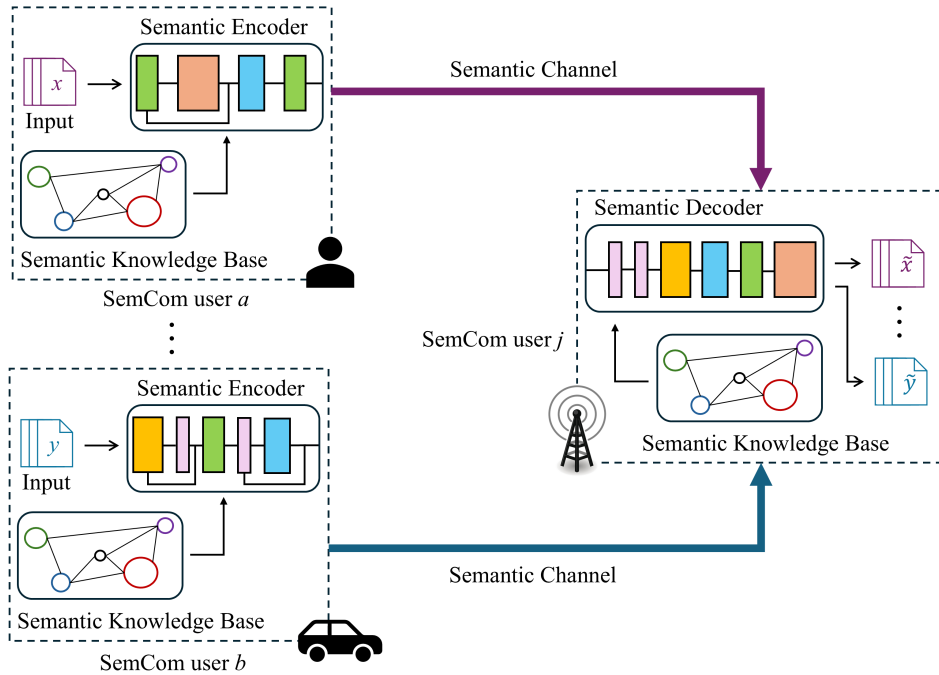 Semantic Encoder
x
Input
Semantic Knowledge Base
SemCom user a
Semantic Channel
Semantic Encoder
y
Input
Semantic Knowledge Base
SemCom user b
Semantic Channel
Semantic Decoder
x̃
SemCom user j
ỹ
Semantic Knowledge Base